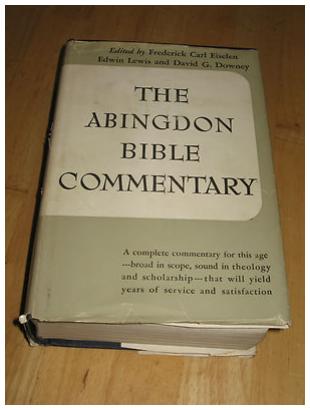 Edited by Frederick Carl Eiselen
Edwin Lewis and David G. Downey
THE
ABINGDON
BIBLE
COMMENTARY
A complete commentary for this age
—broad in scope, sound in theology
and scholarship—that will yield
years of service and satisfaction